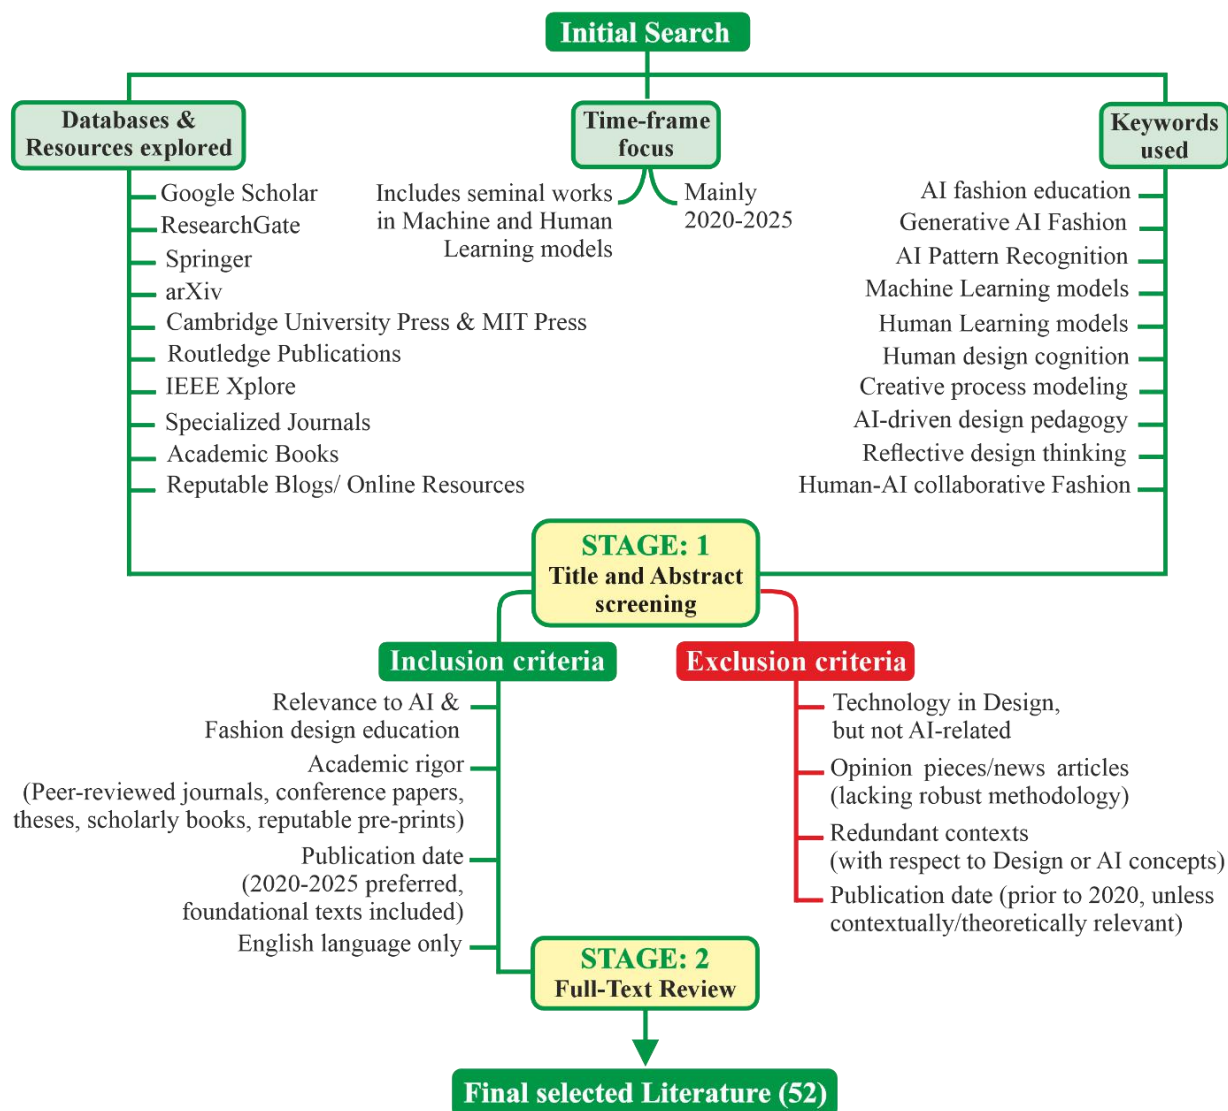 Initial Search
Databases &
Resources explored
Google Scholar
ResearchGate
Springer
arXiv
Cambridge University Press & MIT Press
Routledge Publications
IEEE Xplore
Specialized Journals
Academic Books
Reputable Blogs/ Online Resources
Time-frame
focus
Includes seminal works
in Machine and Human
Learning models
Mainly
2020-2025
Keywords
used
AI fashion education
Generative AI Fashion
AI Pattern Recognition
Machine Learning models
Human Learning models
Human design cognition
Creative process modeling
AI-driven design pedagogy
Reflective design thinking
Human-AI collaborative Fashion
STAGE: 1
Title and Abstract
screening
Inclusion criteria
Relevance to AI &
Fashion design education
Academic rigor
(Peer-reviewed journals, conference papers,
theses, scholarly books, reputable pre-prints)
Publication date
(2020-2025 preferred,
foundational texts included)
English language only
Exclusion criteria
Technology in Design,
but not AI-related
Opinion pieces/news articles
(lacking robust methodology)
Redundant contexts
(with respect to Design or AI concepts)
Publication date (prior to 2020, unless
contextually/theoretically relevant)
STAGE: 2
Full-Text Review
Final selected Literature (52)